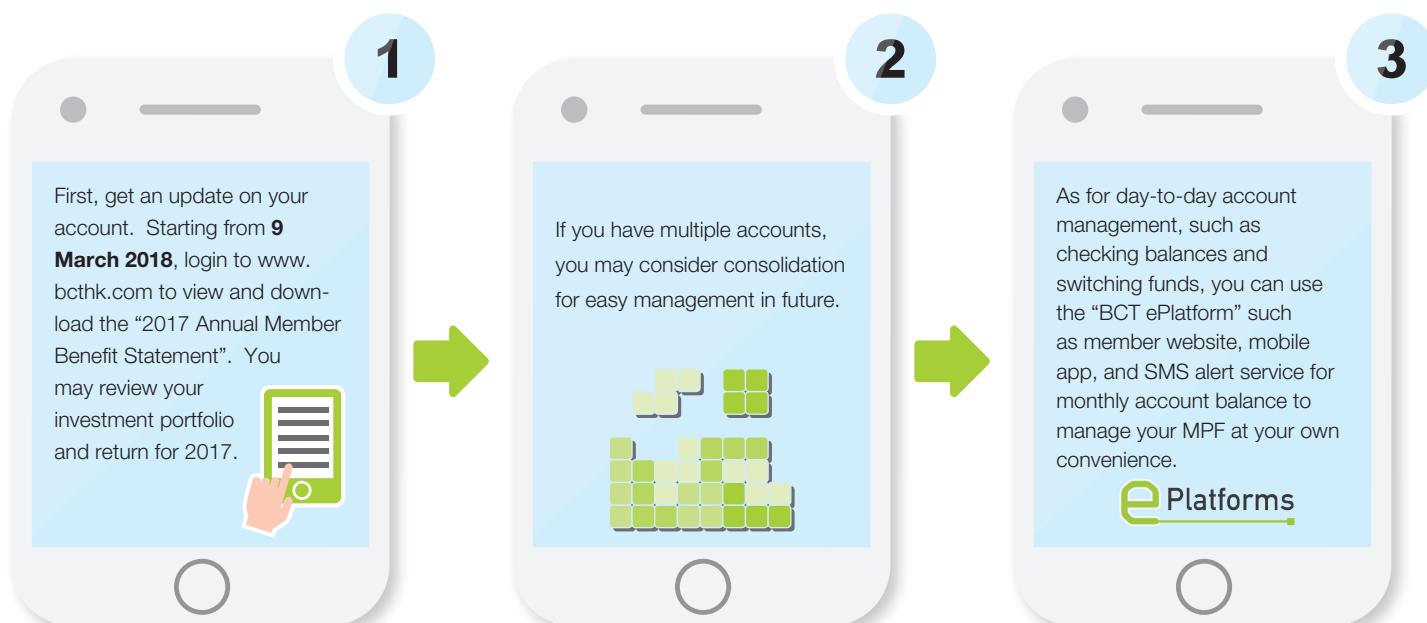 1
First, get an update on your
account. Starting from 9
March 2018, login to www.
bcthk.com to view and down-
load the “2017 Annual Member
Benefit Statement”. You
may review your
investment portfolio
and return for 2017.
2
If you have multiple accounts,
you may consider consolidation
for easy management in future.
3
As for day-to-day account
management, such as
checking balances and
switching funds, you can use
the “BCT ePlatform” such
as member website, mobile
app, and SMS alert service for
monthly account balance to
manage your MPF at your own
convenience.
e Platforms